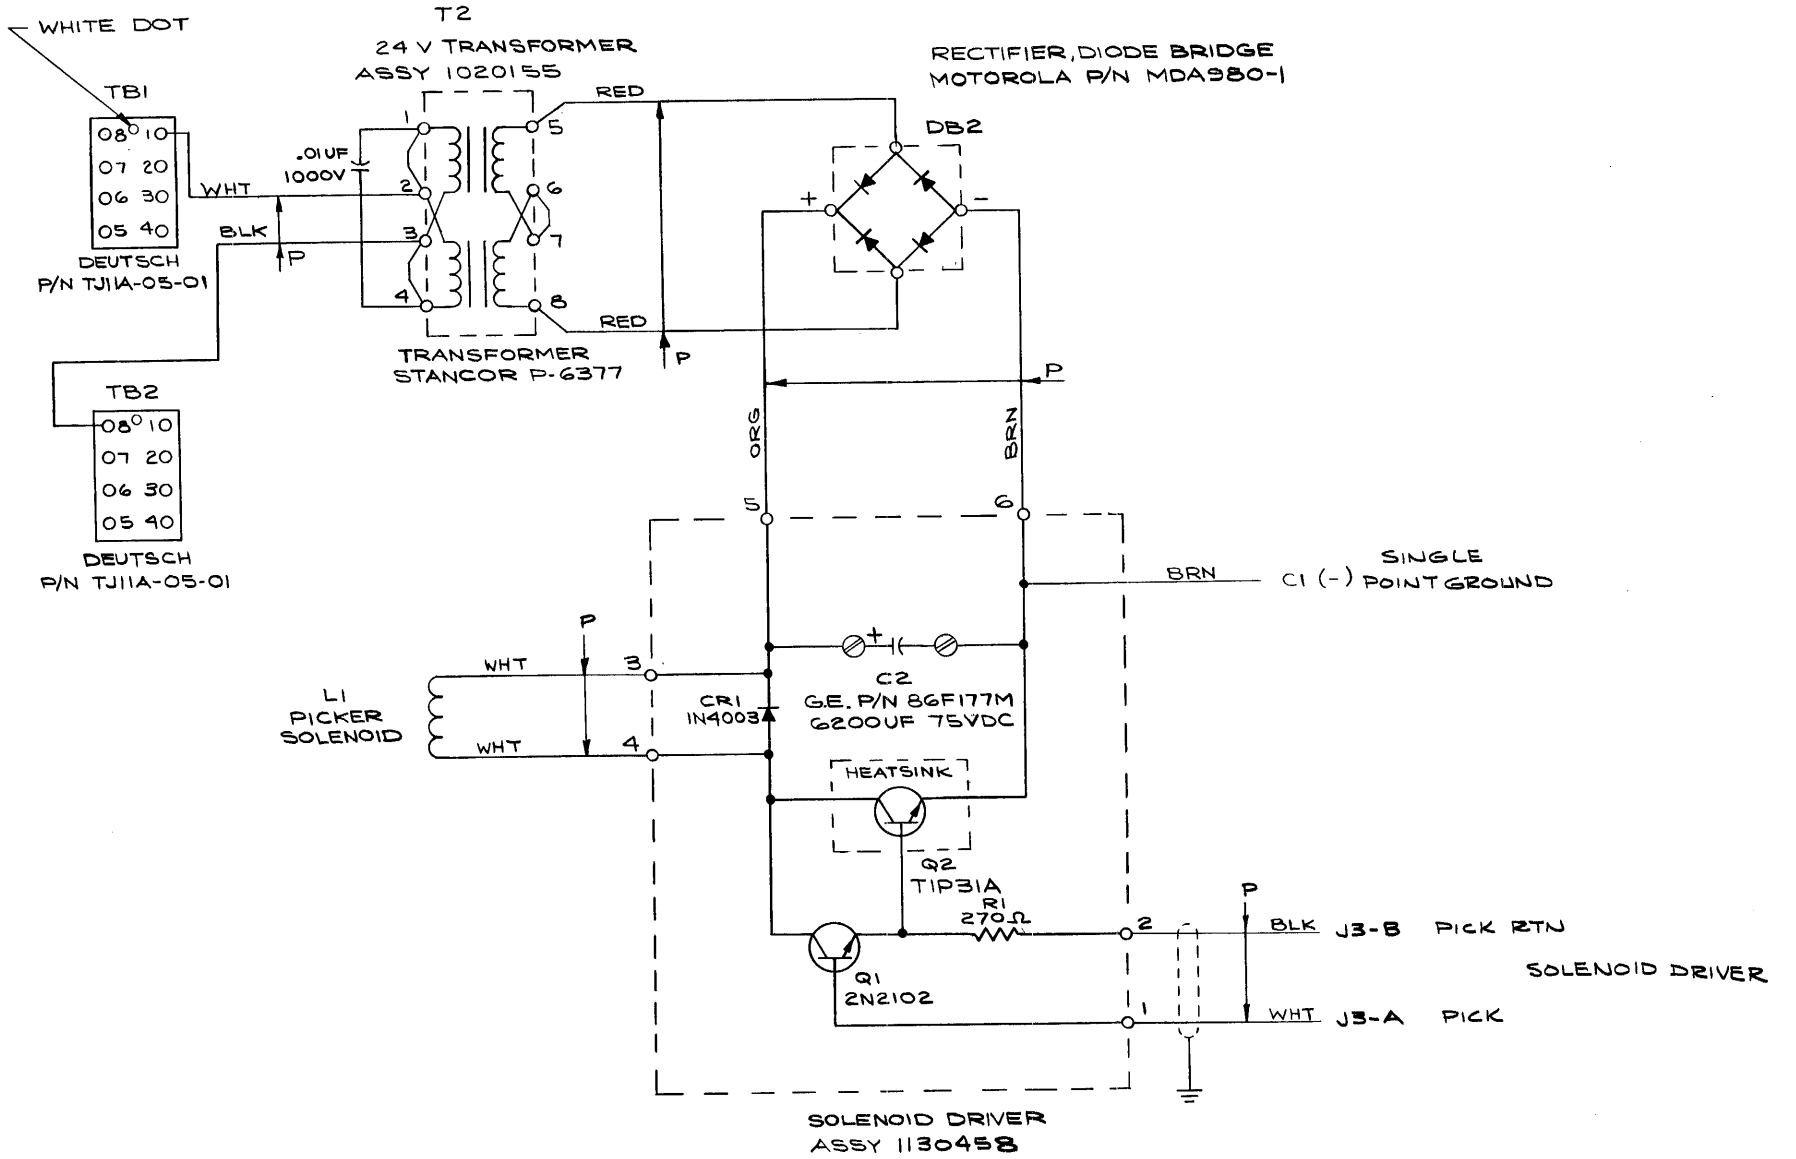 WHITE DOT
T2
24 V TRANSFORMER
ASSY 1020155
RECTIFIER, DIODE BRIDGE
MOTOROLA P/N MDA980-1
TB1
08 10
07 20
06 30
05 40
DEUTSCH
P/N TJ11A-05-01
WHT
BLK
P
.01UF
1000V
1
2
3
4
5
6
7
8
RED
RED
P
TRANSFORMER
STANCOR P-6377
DB2
+
-
P
ORG
BRN
TB2
08 10
07 20
06 30
05 40
DEUTSCH
P/N TJ11A-05-01
5
6
BRN
C1 (-)
SINGLE
POINT GROUND
P
WHT
3
L1
PICKER
SOLENOID
WHT
4
CR1
1N4003
+
C2
G.E. P/N 86F177M
6200UF 75VDC
HEATSINK
Q2
TIP31A
R1
270Ω
Q1
2N2102
2
1
P
BLK
J3-B PICK RTN
SOLENOID DRIVER
WHT
J3-A PICK
SOLENOID DRIVER
ASSY 1130458